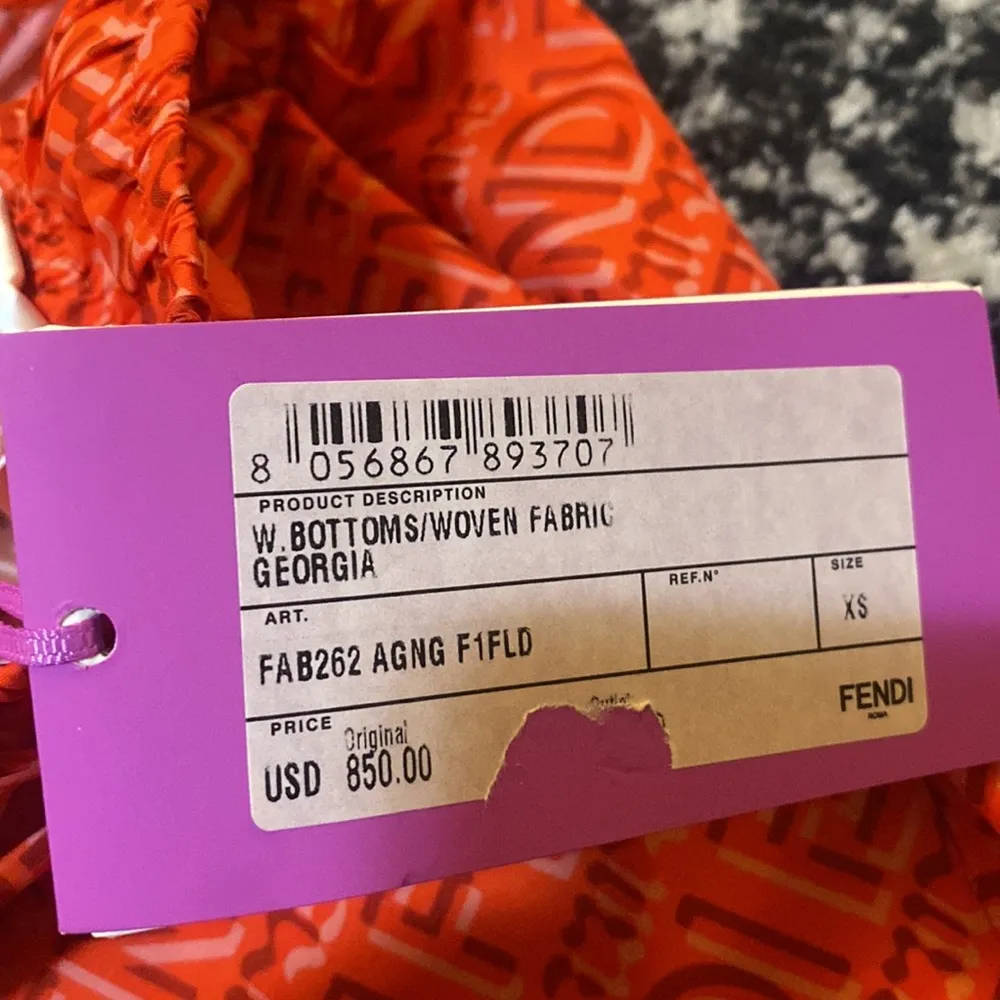 8 056867 893707
PRODUCT DESCRIPTION
W.BOTTOMS/WOVEN FABRIC
GEORGIA
ART.
FAB262 AGNG F1FLD
REF.N°
SIZE
XS
PRICE
Original
USD 850.00
FENDI
ROMA